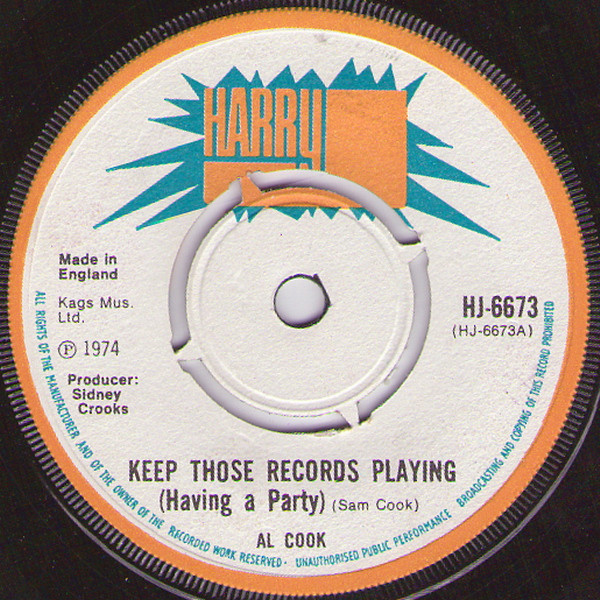 HARRY
Made in
England
Kags Mus.
Ltd.
Ⓟ 1974
Producer:
Sidney
Crooks
HJ-6673
(HJ-6673A)
KEEP THOSE RECORDS PLAYING
(Having a Party) (Sam Cook)
AL COOK
ALL RIGHTS OF THE MANUFACTURER AND OF THE OWNER OF THE RECORDED WORK RESERVED · UNAUTHORISED PUBLIC PERFORMANCE BROADCASTING AND COPYING OF THIS RECORD PROHIBITED